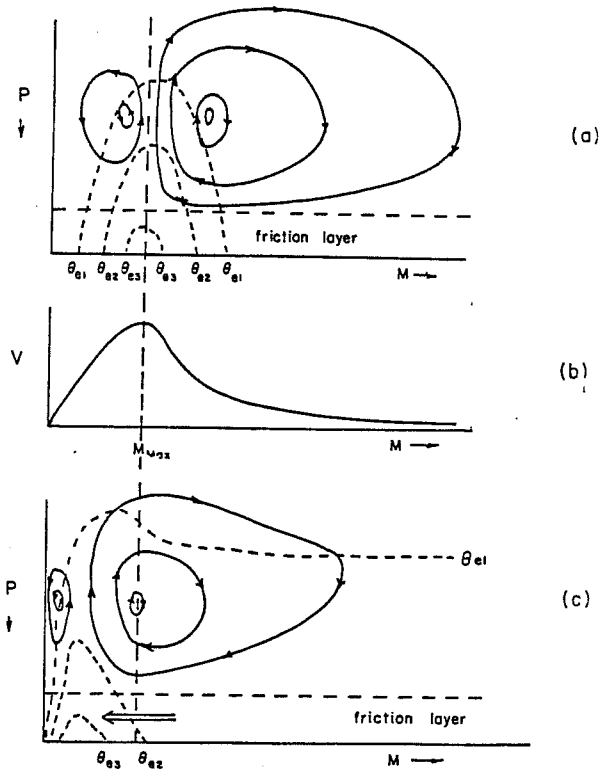 P
(a)
friction layer
θe1 θe2 θe3 θe3 θe2 θe1 M
V
(b)
Mmax M
P
θe1
(c)
friction layer
θe3 θe2 M